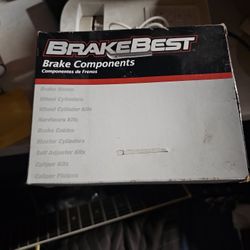 BRAKEBEST
Brake Components
Componentes de Frenos
Brake Hoses
Wheel Cylinders
Wheel Cylinder Kits
Hardware Kits
Brake Cables
Master Cylinders
Self Adjuster Kits
Caliper Kits
Caliper Pistons